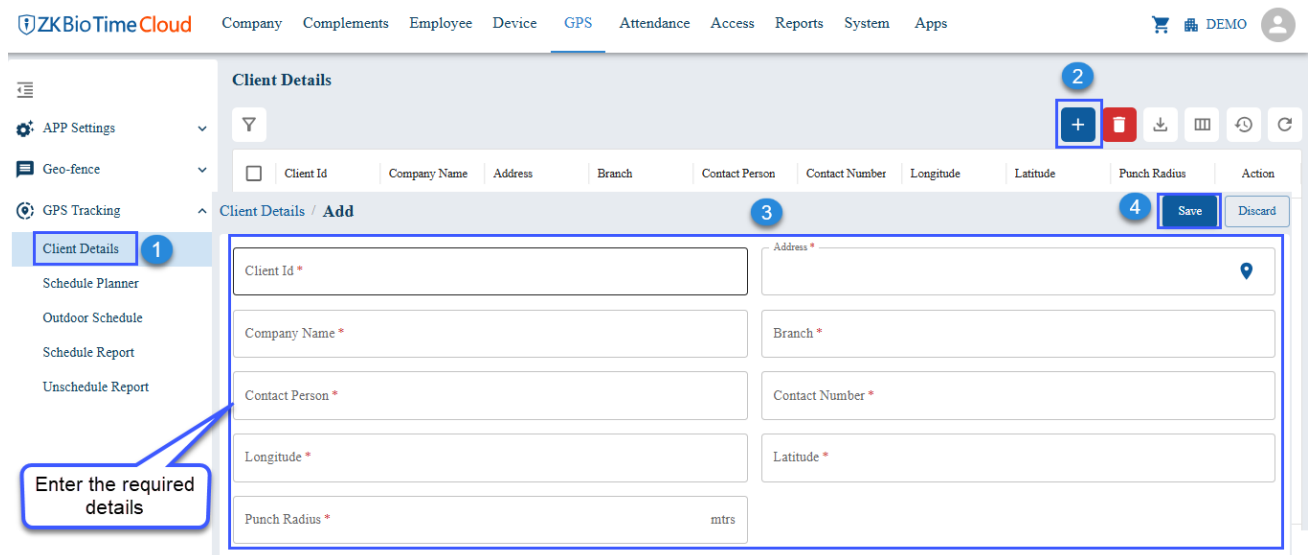 ZKBioTime Cloud Company Complements Employee Device GPS Attendance Access Reports System Apps DEMO
Client Details
2
APP Settings
Geo-fence
Client Id Company Name Address Branch Contact Person Contact Number Longitude Latitude Punch Radius Action
GPS Tracking
Client Details / Add 3 4 Save Discard
Client Details 1
Schedule Planner
Outdoor Schedule
Schedule Report
Unschedule Report
Client Id * Address *
Company Name * Branch *
Contact Person * Contact Number *
Longitude * Latitude *
Punch Radius * mtrs
Enter the required
details